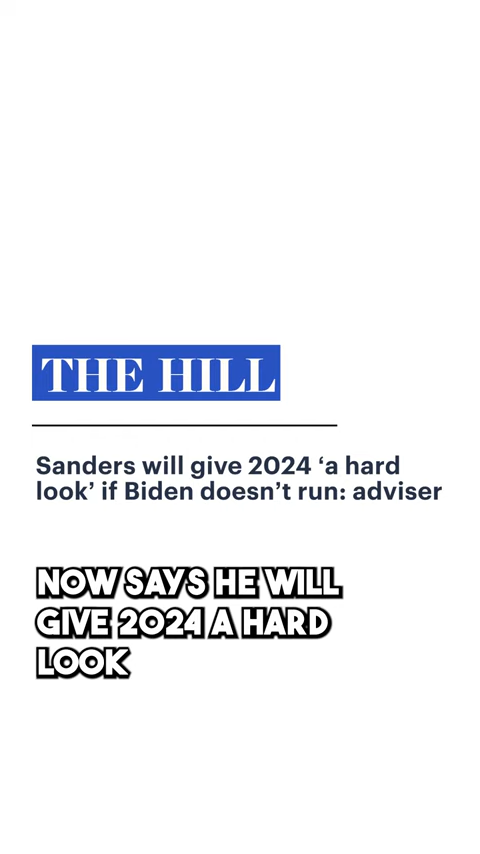 THE HILL
Sanders will give 2024 ‘a hard
look’ if Biden doesn’t run: adviser
NOW SAYS HE WILL
GIVE 2024 A HARD
LOOK